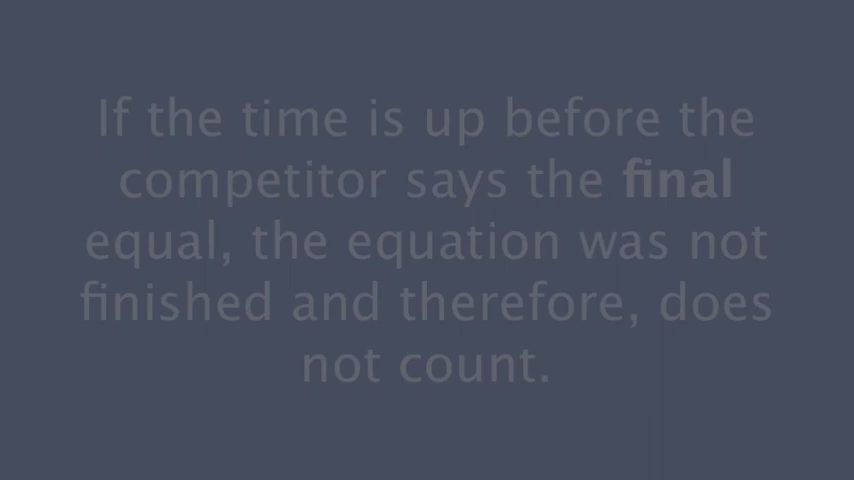 If the time is up before the
competitor says the final
equal, the equation was not
finished and therefore, does
not count.